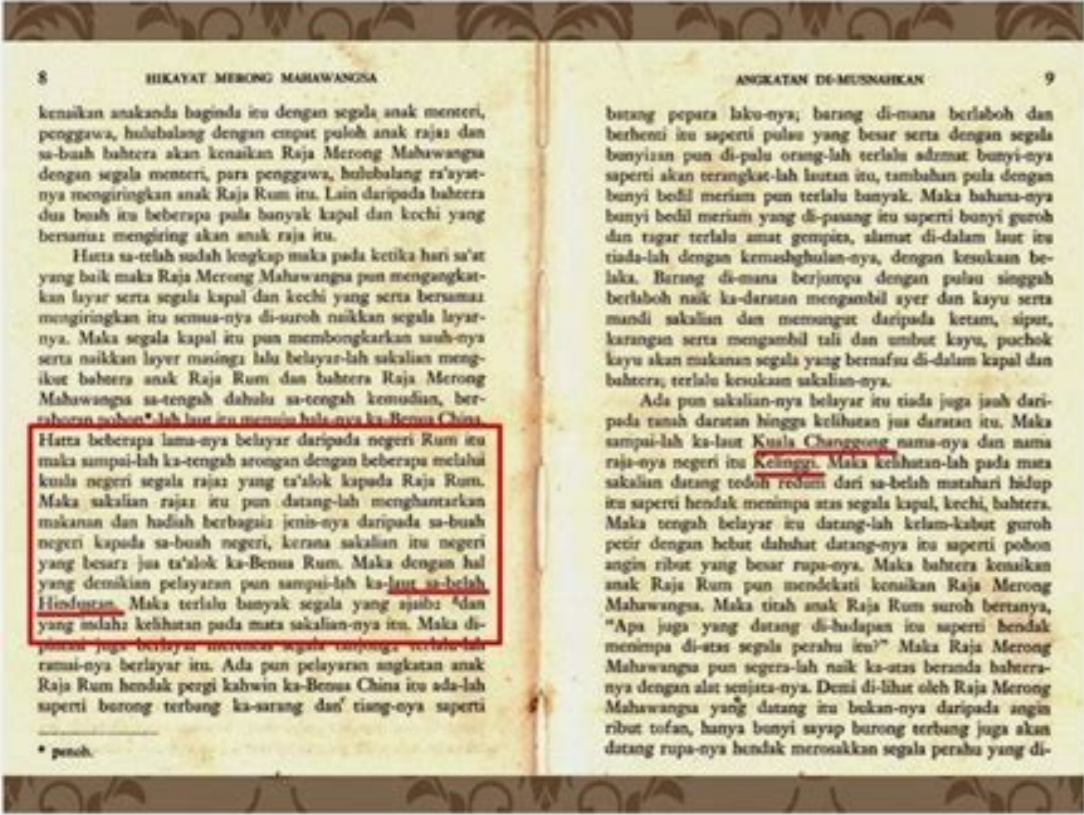 8 HIKAYAT MERONG MAHAWANGSA
kenaikan anakanda baginda itu dengan segala anak menteri,
penggawa, hulubalang dengan empat puloh anak raja2 dan
sa-buah bahtera akan kenaikan Raja Merong Mahawangsa
dengan segala menteri, para penggawa, hulubalang ra'ayat-
nya mengiringkan anak Raja Rum itu. Lain daripada bahtera
dua buah itu beberapa pula banyak kapal dan kechi yang
bersama2 mengiring akan anak raja itu.
Hatta sa-telah sudah lengkap maka pada ketika hari sa'at
yang baik maka Raja Merong Mahawangsa pun mengangkat-
kan layar serta segala kapal dan kechi yang serta bersama2
mengiringkan itu semua-nya di-suroh naikkan segala layar-
nya. Maka segala kapal itu pun membongkarkan sauh-nya
serta naikkan layer masing2 lalu belayar-lah sakalian meng-
ikut bahtera anak Raja Rum dan bahtera Raja Merong
Mahawangsa sa-tengah dahulu sa-tengah kemudian, ber-
taboran pohon*-lah laut itu menuju hala-nya ka-Benua China.
Hatta beberapa lama-nya belayar daripada negeri Rum itu
maka sampai-lah ka-tengah arongan dengan beberapa melalui
kuala negeri segala raja2 yang ta'alok kapada Raja Rum.
Maka sakalian raja2 itu pun datang-lah menghantarkan
makanan dan hadiah berbagai2 jenis-nya daripada sa-buah
negeri kapada sa-buah negeri, kerana sakalian itu negeri
yang besar2 jua ta'alok ka-Benua Rum. Maka dengan hal
yang demikian pelayaran pun sampai-lah ka-laut sa-belah
Hindustan. Maka terlalu banyak segala yang ajaib2 dan
yang indah2 kelihatan pada mata sakalian-nya itu. Maka di-
juga berlayar segala tanjong2 terlalu-lah
ramai-nya berlayar itu. Ada pun pelayaran angkatan anak
Raja Rum hendak pergi kahwin ka-Benua China itu ada-lah
saperti borong terbang ka-sarang dan tiang-nya saperti
* penoh.
ANGKATAN DI-MUSNAHKAN 9
batang pepara laku-nya; barang di-mana berlaboh dan
berhenti itu saperti pulau yang besar serta dengan segala
bunyi2an pun di-palu orang-lah terlalu adzmat bunyi-nya
saperti akan terangkat-lah lautan itu, tambahan pula dengan
bunyi bedil meriam pun terlalu banyak. Maka bahana-nya
bunyi bedil meriam yang di-pasang itu saperti bunyi guroh
dan tagar terlalu amat gempita, alamat di-dalam laut itu
tiada-lah dengan kemashghulan-nya, dengan kesukaan be-
laka. Barang di-mana berjumpa dengan pulau singgah
berlaboh naik ka-daratan mengambil ayer dan kayu serta
mandi sakalian dan memungut daripada ketam, siput,
karangan serta mengambil tali dan umbut kayu, puchok
kayu akan makanan segala yang bernafsu di-dalam kapal dan
bahtera; terlalu kesukaan sakalian-nya.
Ada pun sakalian-nya belayar itu tiada juga jauh dari-
pada tanah daratan hingga kelihatan jua daratan itu. Maka
sampai-lah ka-laut Kuala Changgong nama-nya dan nama
raja-nya negeri itu Kelinggi. Maka kelihatan-lah pada mata
sakalian datang tedoh redum dari sa-belah matahari hidup
itu saperti hendak menimpa atas segala kapal, kechi, bahtera.
Maka tengah belayar itu datang-lah kelam-kabut guroh
petir dengan hebat dahshat datang-nya itu saperti pohon
angin ribut yang besar rupa-nya. Maka bahtera kenaikan
anak Raja Rum pun mendekati kenaikan Raja Merong
Mahawangsa. Maka titah anak Raja Rum suroh bertanya,
"Apa juga yang datang di-hadapan itu saperti hendak
menimpa di-atas segala perahu itu?" Maka Raja Merong
Mahawangsa pun segera-lah naik ka-atas beranda bahtera-
nya dengan alat senjata-nya. Demi di-lihat oleh Raja Merong
Mahawangsa yang datang itu bukan-nya daripada angin
ribut tofan, hanya bunyi sayap burong terbang juga akan
datang rupa-nya hendak merosakkan segala perahu yang di-